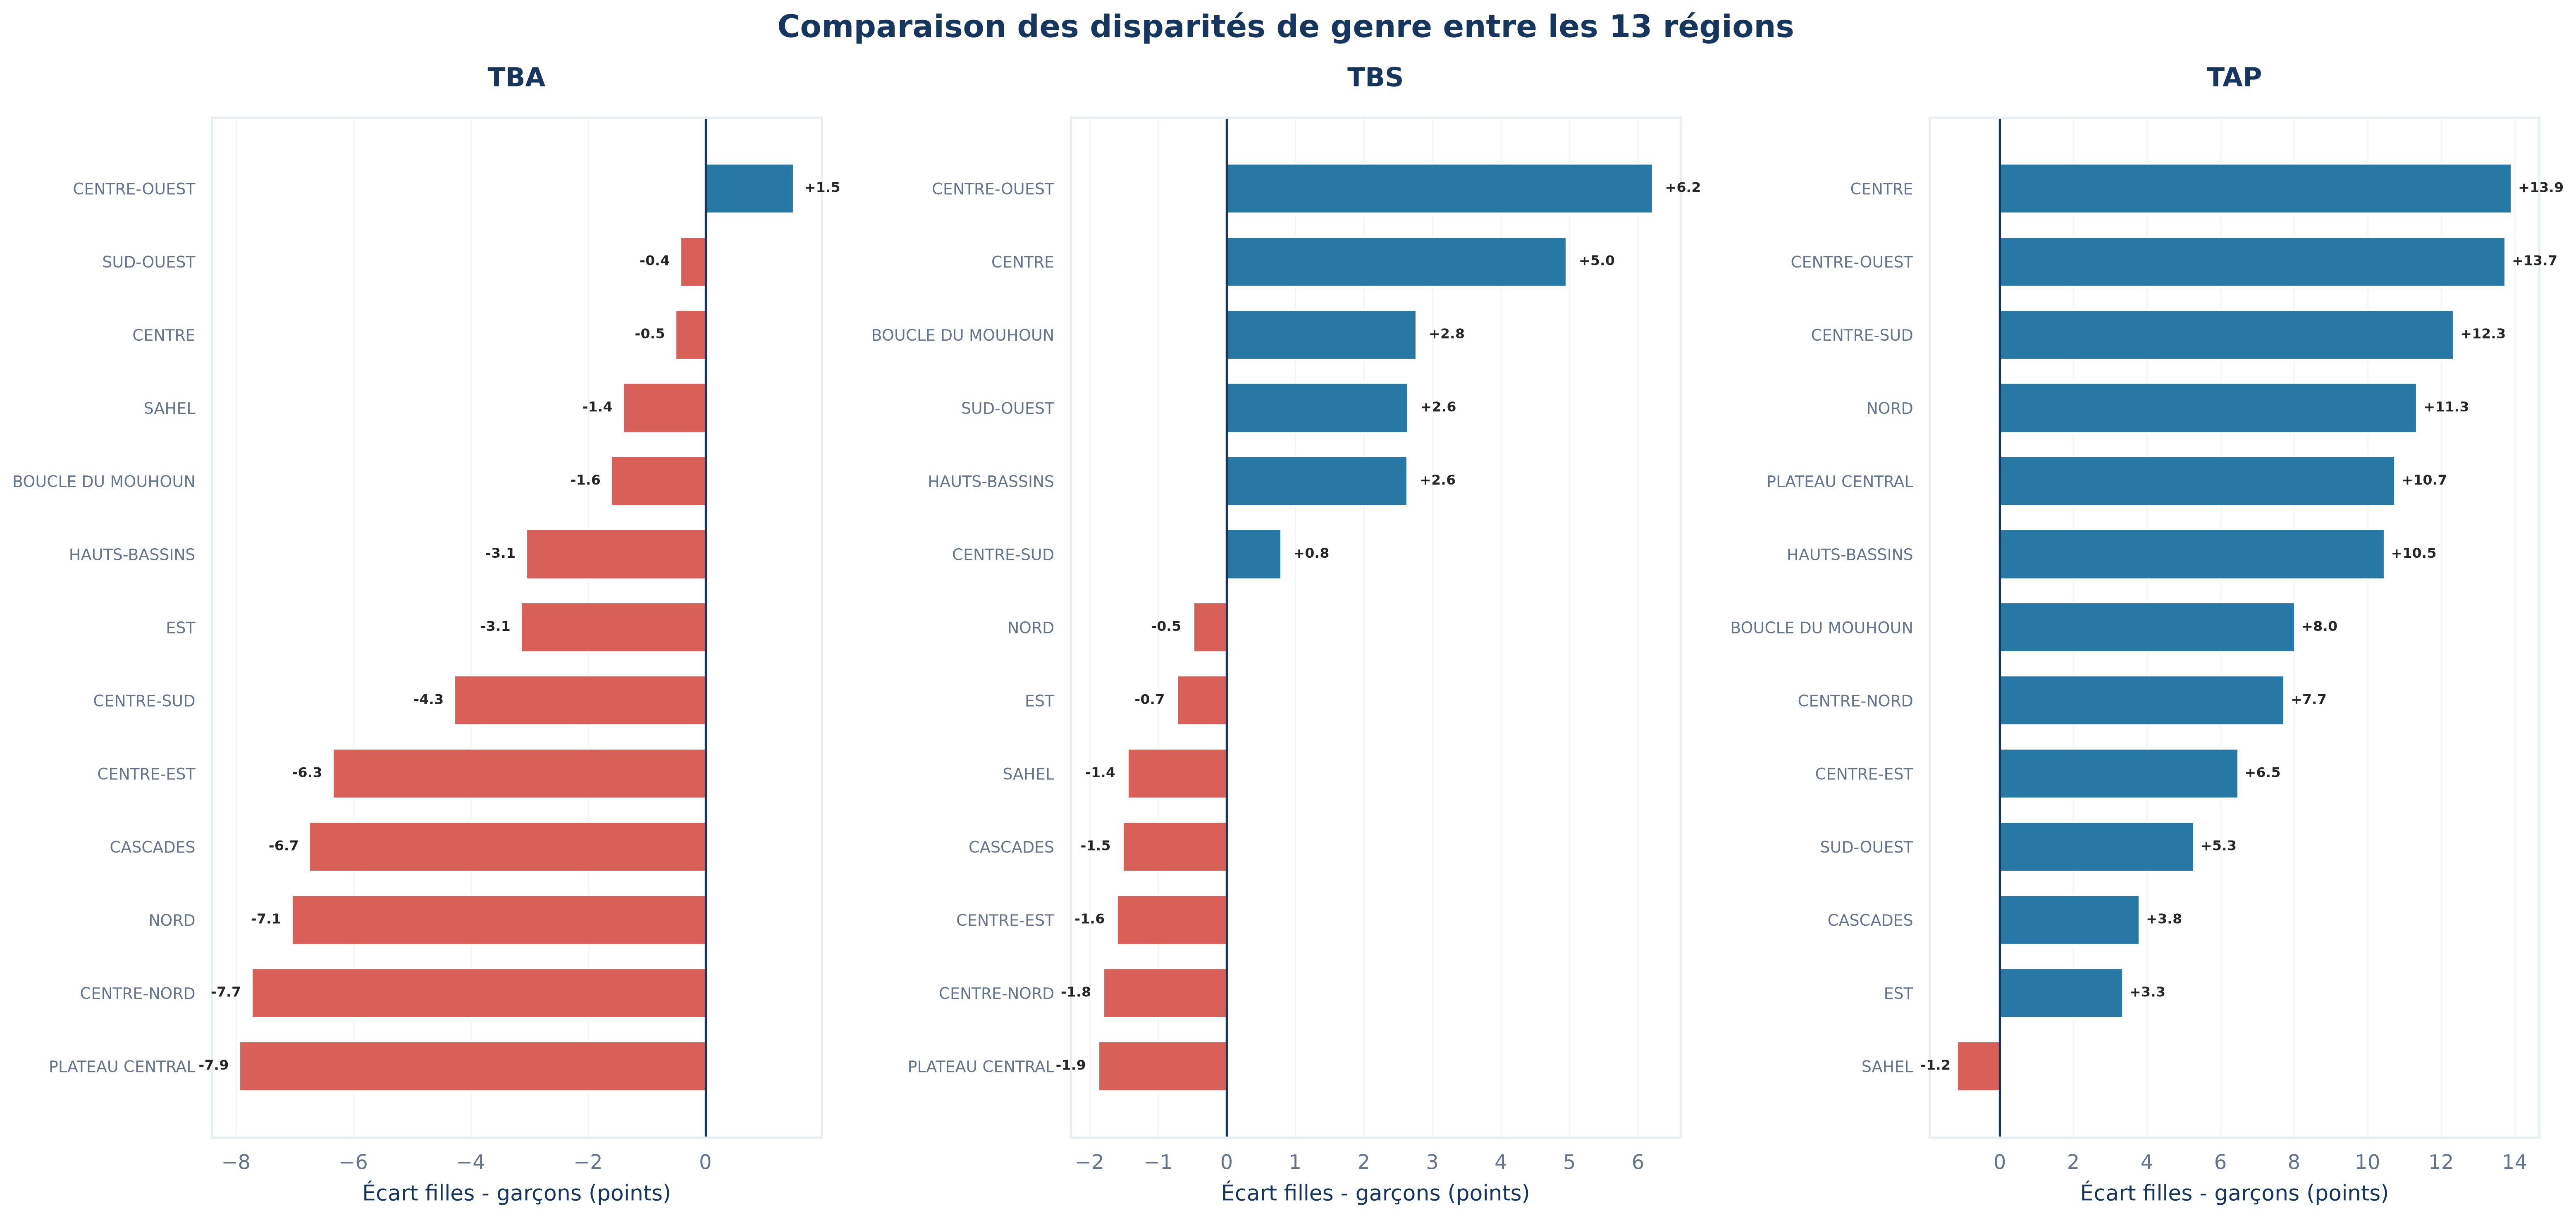 Comparaison des disparités de genre entre les 13 régions
TBA
CENTRE-OUEST +1.5
SUD-OUEST -0.4
CENTRE -0.5
SAHEL -1.4
BOUCLE DU MOUHOUN -1.6
HAUTS-BASSINS -3.1
EST -3.1
CENTRE-SUD -4.3
CENTRE-EST -6.3
CASCADES -6.7
NORD -7.1
CENTRE-NORD -7.7
PLATEAU CENTRAL -7.9
−8 −6 −4 −2 0
Écart filles - garçons (points)
TBS
CENTRE-OUEST +6.2
CENTRE +5.0
BOUCLE DU MOUHOUN +2.8
SUD-OUEST +2.6
HAUTS-BASSINS +2.6
CENTRE-SUD +0.8
NORD -0.5
EST -0.7
SAHEL -1.4
CASCADES -1.5
CENTRE-EST -1.6
CENTRE-NORD -1.8
PLATEAU CENTRAL -1.9
−2 −1 0 1 2 3 4 5 6
Écart filles - garçons (points)
TAP
CENTRE +13.9
CENTRE-OUEST +13.7
CENTRE-SUD +12.3
NORD +11.3
PLATEAU CENTRAL +10.7
HAUTS-BASSINS +10.5
BOUCLE DU MOUHOUN +8.0
CENTRE-NORD +7.7
CENTRE-EST +6.5
SUD-OUEST +5.3
CASCADES +3.8
EST +3.3
SAHEL -1.2
0 2 4 6 8 10 12 14
Écart filles - garçons (points)